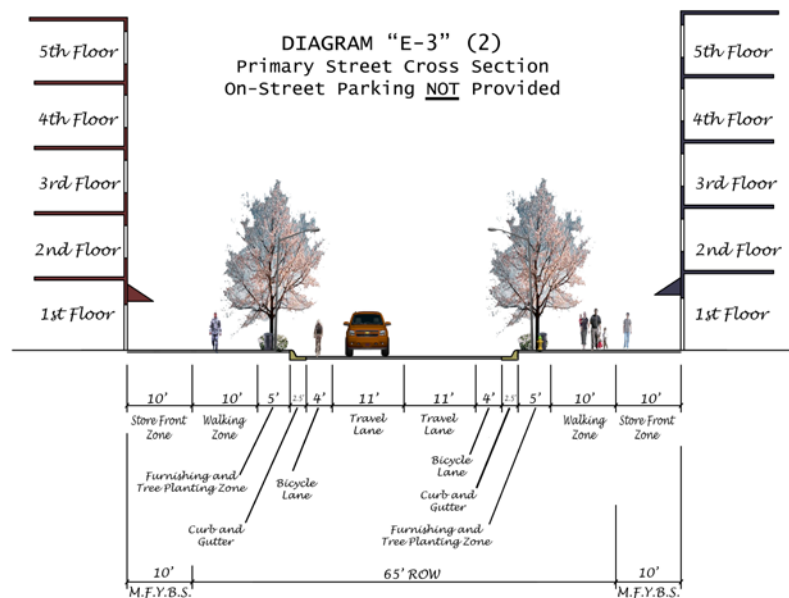 DIAGRAM “E-3” (2)
Primary Street Cross Section
On-Street Parking NOT Provided
5th Floor
4th Floor
3rd Floor
2nd Floor
1st Floor
5th Floor
4th Floor
3rd Floor
2nd Floor
1st Floor
10' 10' 5' 2.5' 4' 11' 11' 4' 2.5' 5' 10' 10'
Store Front
Zone
Walking
Zone
Travel
Lane
Travel
Lane
Walking
Zone
Store Front
Zone
Furnishing and
Tree Planting Zone
Curb and
Gutter
Bicycle
Lane
Bicycle
Lane
Curb and
Gutter
Furnishing and
Tree Planting Zone
10' 65' ROW 10'
M.F.Y.B.S. M.F.Y.B.S.